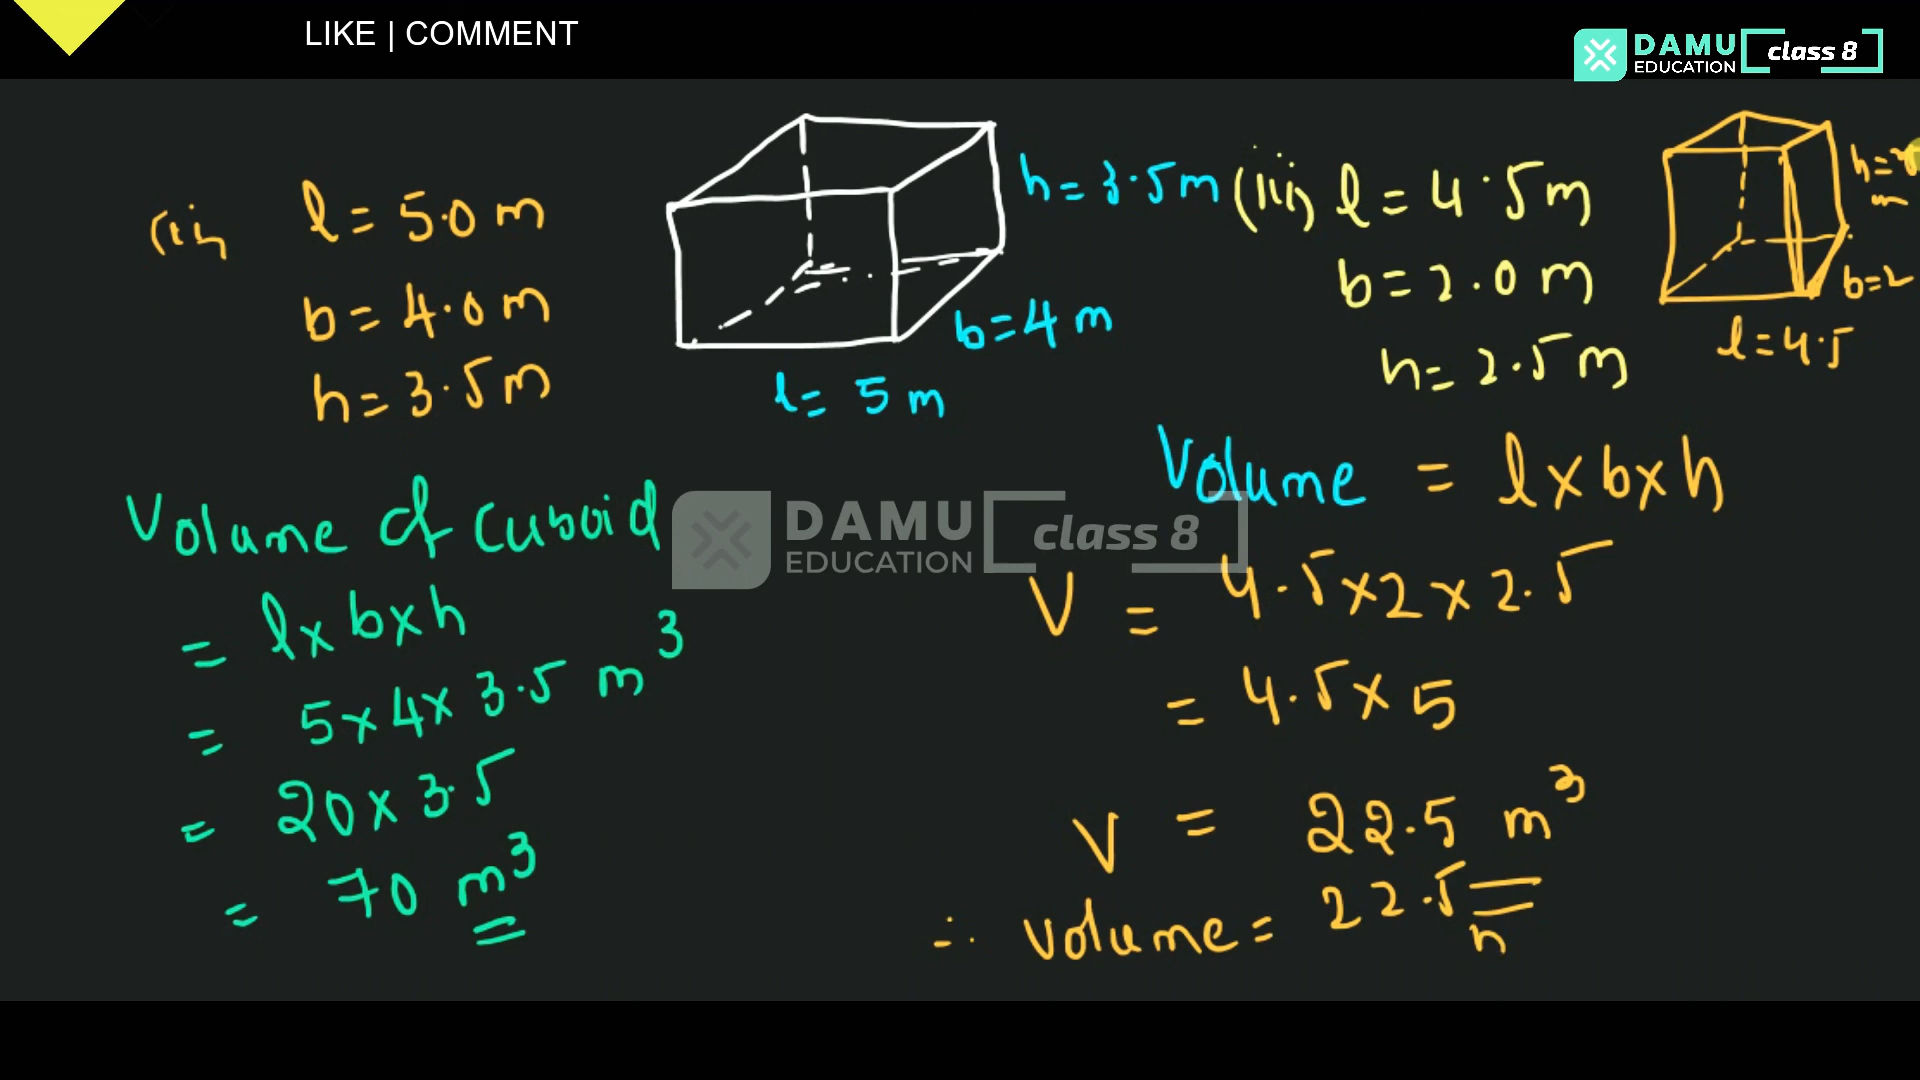 LIKE | COMMENT
DAMU EDUCATION class 8
(ii) l = 5.0 m
b = 4.0 m
h = 3.5 m
h = 3.5 m
b = 4 m
l = 5 m
Volume of cuboid
= l x b x h
= 5 x 4 x 3.5 m³
= 20 x 3.5
= 70 m³
(iii) l = 4.5 m
b = 2.0 m
h = 2.5 m
h =
m
b = 2
l = 4.5
Volume = l x b x h
V = 4.5 x 2 x 2.5
= 4.5 x 5
V = 22.5 m³
∴ Volume = 22.5
DAMU EDUCATION class 8